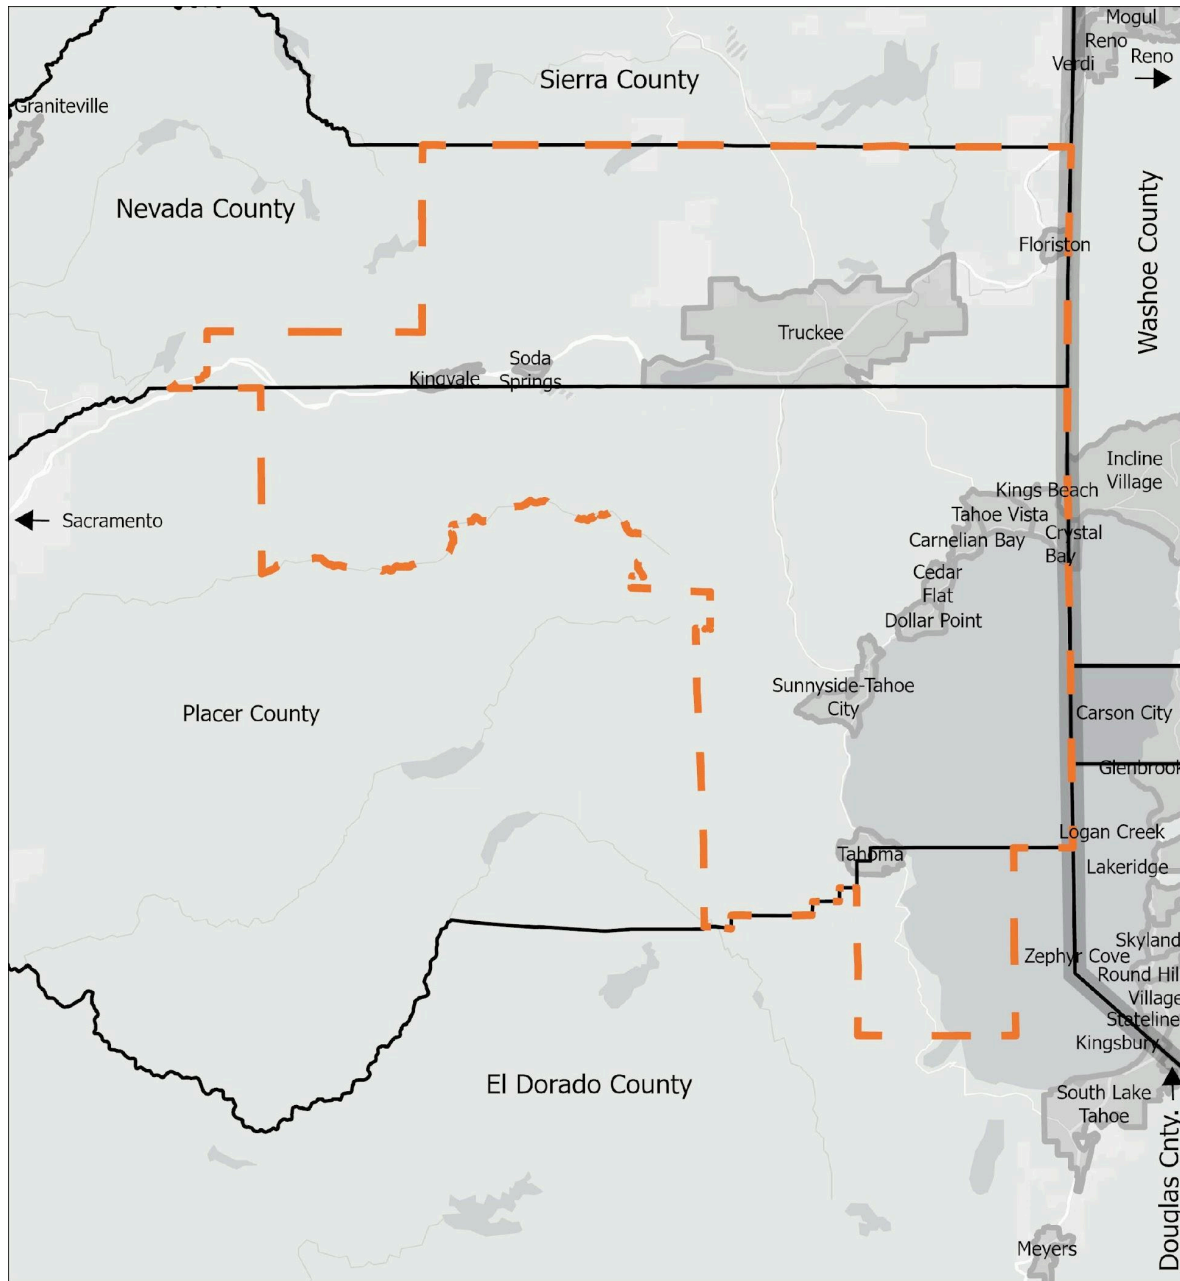 Mogul
Reno
Verdi
Reno
Sierra County
Graniteville
Nevada County
Washoe County
Floriston
Truckee
Soda
Springs
Kingvale
Incline
Village
Kings Beach
Tahoe Vista
Sacramento
Carnelian Bay
Crystal
Bay
Cedar
Flat
Dollar Point
Sunnyside-Tahoe
City
Placer County
Carson City
Glenbrook
Logan Creek
Tahoma
Lakeridge
Skyland
Zephyr Cove
Round Hill
Village
Stateline
Kingsbury
El Dorado County
South Lake
Tahoe
Douglas Cnty.
Meyers